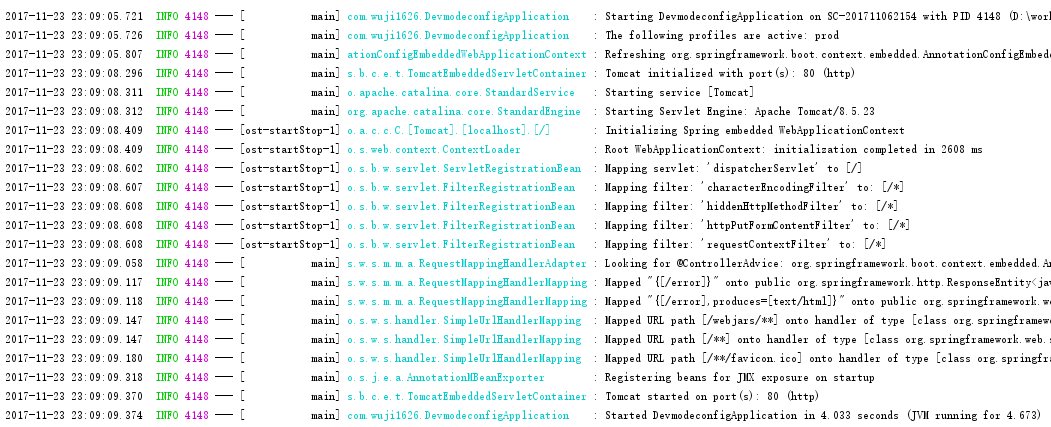 2017-11-23 23:09:05.721  INFO 4148 --- [           main] com.wuji1626.DevmodeconfigApplication    : Starting DevmodeconfigApplication on SC-201711062154 with PID 4148 (D:\wor
2017-11-23 23:09:05.726  INFO 4148 --- [           main] com.wuji1626.DevmodeconfigApplication    : The following profiles are active: prod
2017-11-23 23:09:05.807  INFO 4148 --- [           main] ationConfigEmbeddedWebApplicationContext : Refreshing org.springframework.boot.context.embedded.AnnotationConfigEmbedde
2017-11-23 23:09:08.296  INFO 4148 --- [           main] s.b.c.e.t.TomcatEmbeddedServletContainer : Tomcat initialized with port(s): 80 (http)
2017-11-23 23:09:08.311  INFO 4148 --- [           main] o.apache.catalina.core.StandardService   : Starting service [Tomcat]
2017-11-23 23:09:08.312  INFO 4148 --- [           main] org.apache.catalina.core.StandardEngine  : Starting Servlet Engine: Apache Tomcat/8.5.23
2017-11-23 23:09:08.409  INFO 4148 --- [ost-startStop-1] o.a.c.c.C.[Tomcat].[localhost].[/]       : Initializing Spring embedded WebApplicationContext
2017-11-23 23:09:08.409  INFO 4148 --- [ost-startStop-1] o.s.web.context.ContextLoader            : Root WebApplicationContext: initialization completed in 2608 ms
2017-11-23 23:09:08.602  INFO 4148 --- [ost-startStop-1] o.s.b.w.servlet.ServletRegistrationBean  : Mapping servlet: 'dispatcherServlet' to [/]
2017-11-23 23:09:08.607  INFO 4148 --- [ost-startStop-1] o.s.b.w.servlet.FilterRegistrationBean   : Mapping filter: 'characterEncodingFilter' to: [/*]
2017-11-23 23:09:08.608  INFO 4148 --- [ost-startStop-1] o.s.b.w.servlet.FilterRegistrationBean   : Mapping filter: 'hiddenHttpMethodFilter' to: [/*]
2017-11-23 23:09:08.608  INFO 4148 --- [ost-startStop-1] o.s.b.w.servlet.FilterRegistrationBean   : Mapping filter: 'httpPutFormContentFilter' to: [/*]
2017-11-23 23:09:08.608  INFO 4148 --- [ost-startStop-1] o.s.b.w.servlet.FilterRegistrationBean   : Mapping filter: 'requestContextFilter' to: [/*]
2017-11-23 23:09:09.058  INFO 4148 --- [           main] s.w.s.m.m.a.RequestMappingHandlerAdapter : Looking for @ControllerAdvice: org.springframework.boot.context.embedded.An
2017-11-23 23:09:09.117  INFO 4148 --- [           main] s.w.s.m.m.a.RequestMappingHandlerMapping : Mapped "{[/error]}" onto public org.springframework.http.ResponseEntity<jav
2017-11-23 23:09:09.118  INFO 4148 --- [           main] s.w.s.m.m.a.RequestMappingHandlerMapping : Mapped "{[/error],produces=[text/html]}" onto public org.springframework.we
2017-11-23 23:09:09.147  INFO 4148 --- [           main] o.s.w.s.handler.SimpleUrlHandlerMapping  : Mapped URL path [/webjars/**] onto handler of type [class org.springframewo
2017-11-23 23:09:09.147  INFO 4148 --- [           main] o.s.w.s.handler.SimpleUrlHandlerMapping  : Mapped URL path [/**] onto handler of type [class org.springframework.web.s
2017-11-23 23:09:09.180  INFO 4148 --- [           main] o.s.w.s.handler.SimpleUrlHandlerMapping  : Mapped URL path [/**/favicon.ico] onto handler of type [class org.springfra
2017-11-23 23:09:09.318  INFO 4148 --- [           main] o.s.j.e.a.AnnotationMBeanExporter        : Registering beans for JMX exposure on startup
2017-11-23 23:09:09.370  INFO 4148 --- [           main] s.b.c.e.t.TomcatEmbeddedServletContainer : Tomcat started on port(s): 80 (http)
2017-11-23 23:09:09.374  INFO 4148 --- [           main] com.wuji1626.DevmodeconfigApplication    : Started DevmodeconfigApplication in 4.033 seconds (JVM running for 4.673)